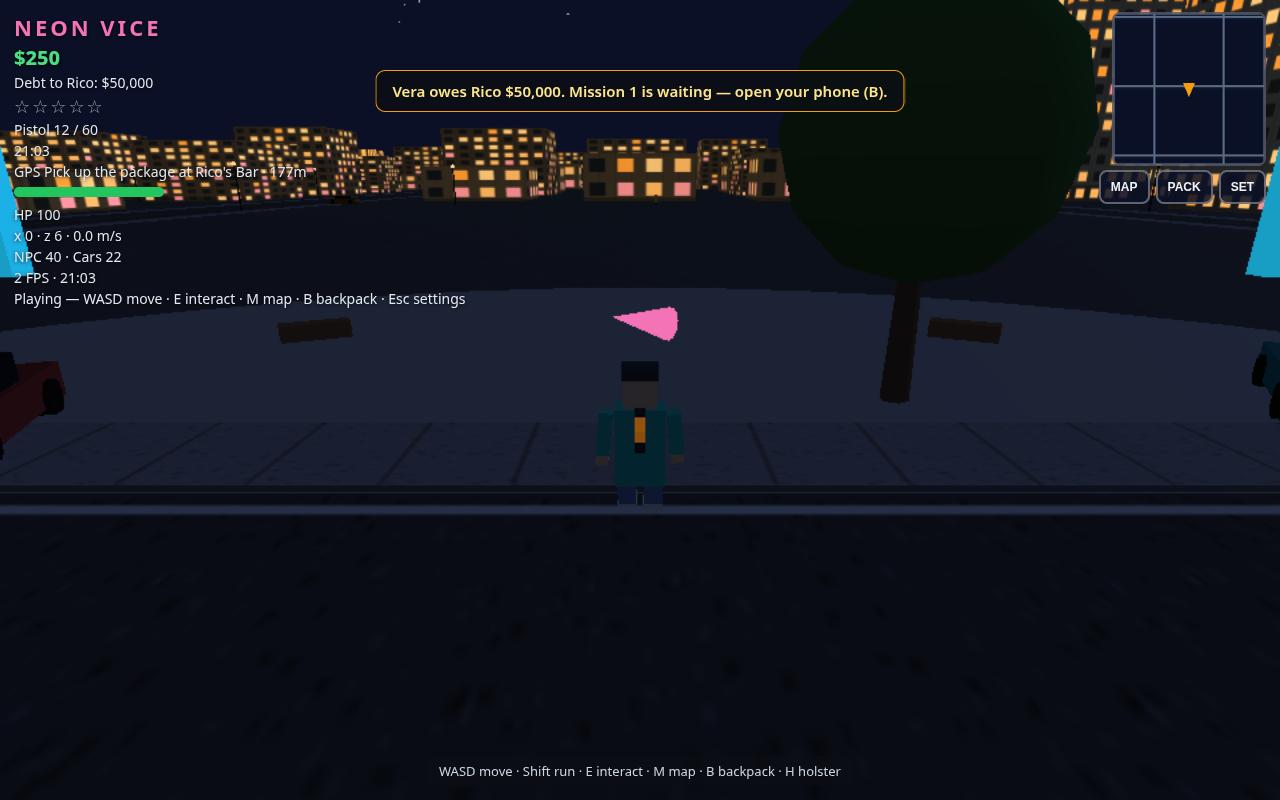 NEON VICE
$250
Debt to Rico: $50,000
☆☆☆☆☆
Pistol 12 / 60
21:03
GPS Pick up the package at Rico's Bar · 177m
HP 100
x 0 · z 6 · 0.0 m/s
NPC 40 · Cars 22
2 FPS · 21:03
Playing — WASD move · E interact · M map · B backpack · Esc settings
Vera owes Rico $50,000. Mission 1 is waiting — open your phone (B).
MAP PACK SET
WASD move · Shift run · E interact · M map · B backpack · H holster